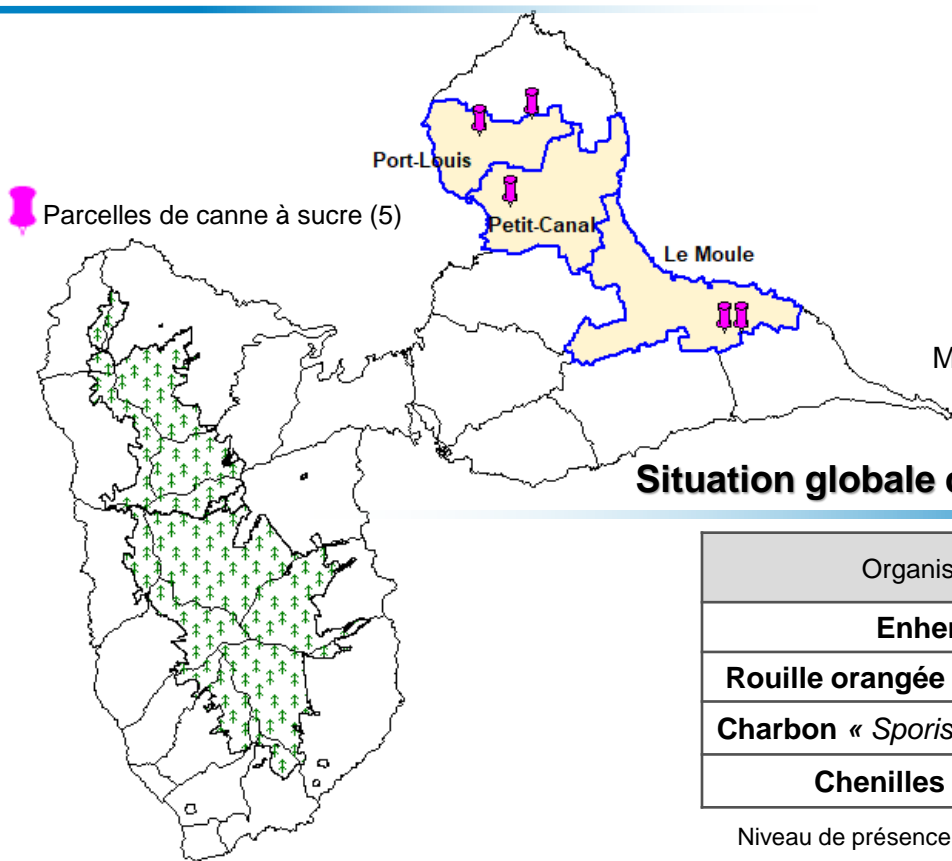 Port-Louis
Parcelles de canne à sucre (5)
Petit-Canal
Le Moule
M
Situation globale
Organis
Enher
Rouille orangée
Charbon « Sporis
Chenilles
Niveau de présence